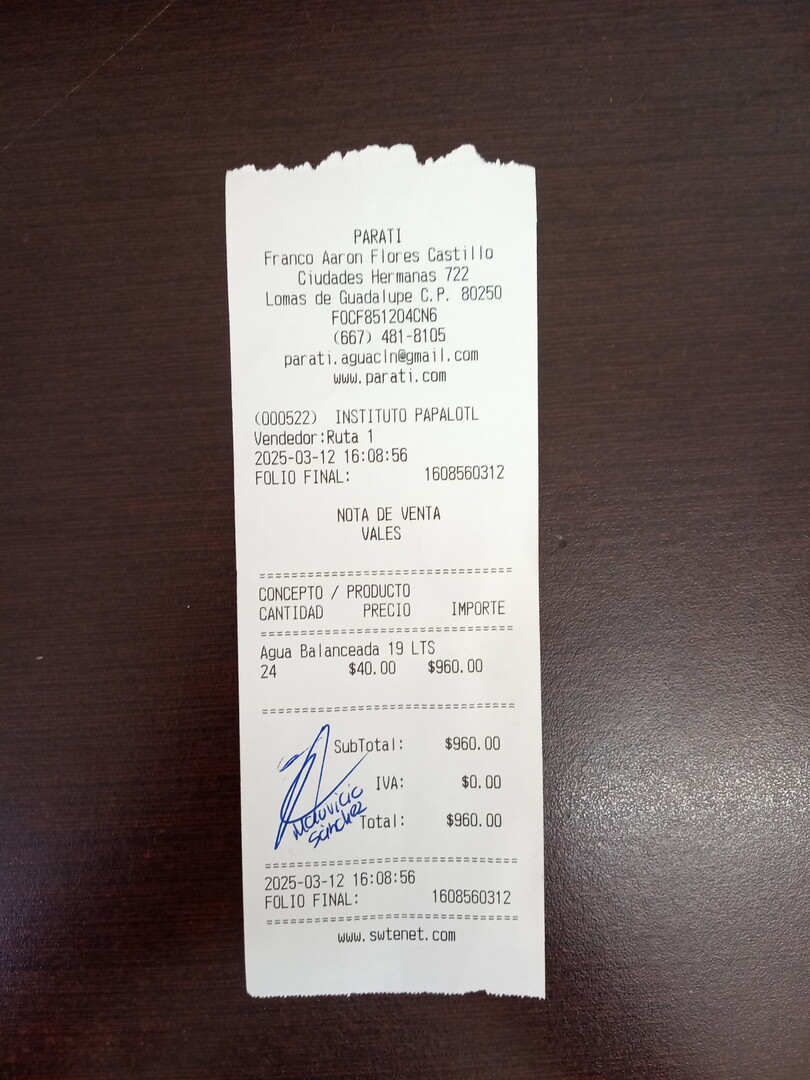 PARATI
Franco Aaron Flores Castillo
Ciudades Hermanas 722
Lomas de Guadalupe C.P. 80250
FOCF851204CN6
(667) 481-8105
parati.aguacln@gmail.com
www.parati.com
(000522) INSTITUTO PAPALOTL
Vendedor:Ruta 1
2025-03-12 16:08:56
FOLIO FINAL: 1608560312
NOTA DE VENTA
VALES
CONCEPTO / PRODUCTO
CANTIDAD PRECIO IMPORTE
Agua Balanceada 19 LTS
24 $40.00 $960.00
SubTotal: $960.00
IVA: $0.00
Mauvicio
Sánchez
Total: $960.00
2025-03-12 16:08:56
FOLIO FINAL: 1608560312
www.swtenet.com